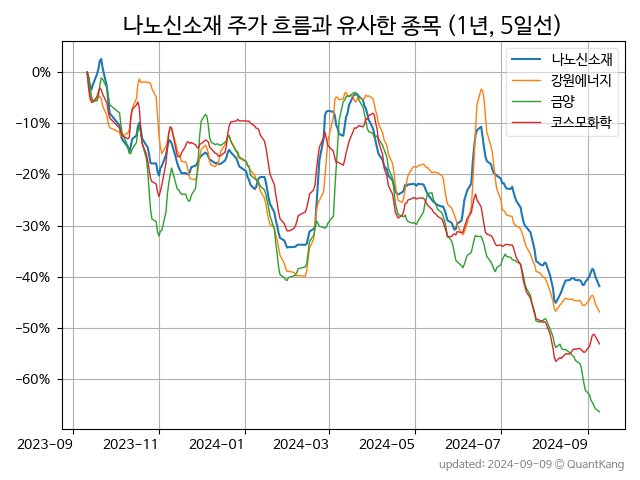 나노신소재 주가 흐름과 유사한 종목 (1년, 5일선)
나노신소재
강원에너지
금양
코스모화학
0%
−10%
−20%
−30%
−40%
−50%
−60%
2023-09
2023-11
2024-01
2024-03
2024-05
2024-07
2024-09
updated: 2024-09-09 © QuantKang